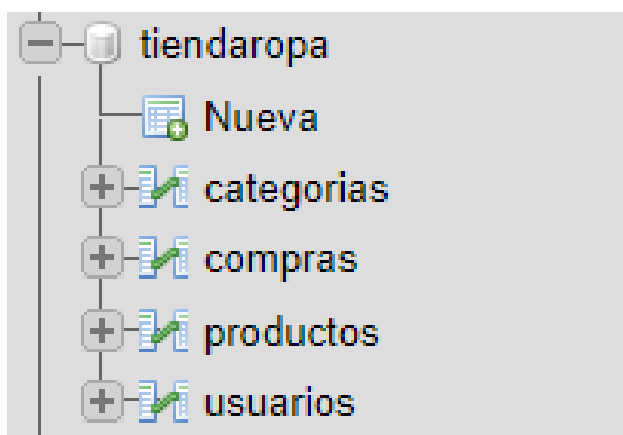 tiendaropa
Nueva
categorias
compras
productos
usuarios